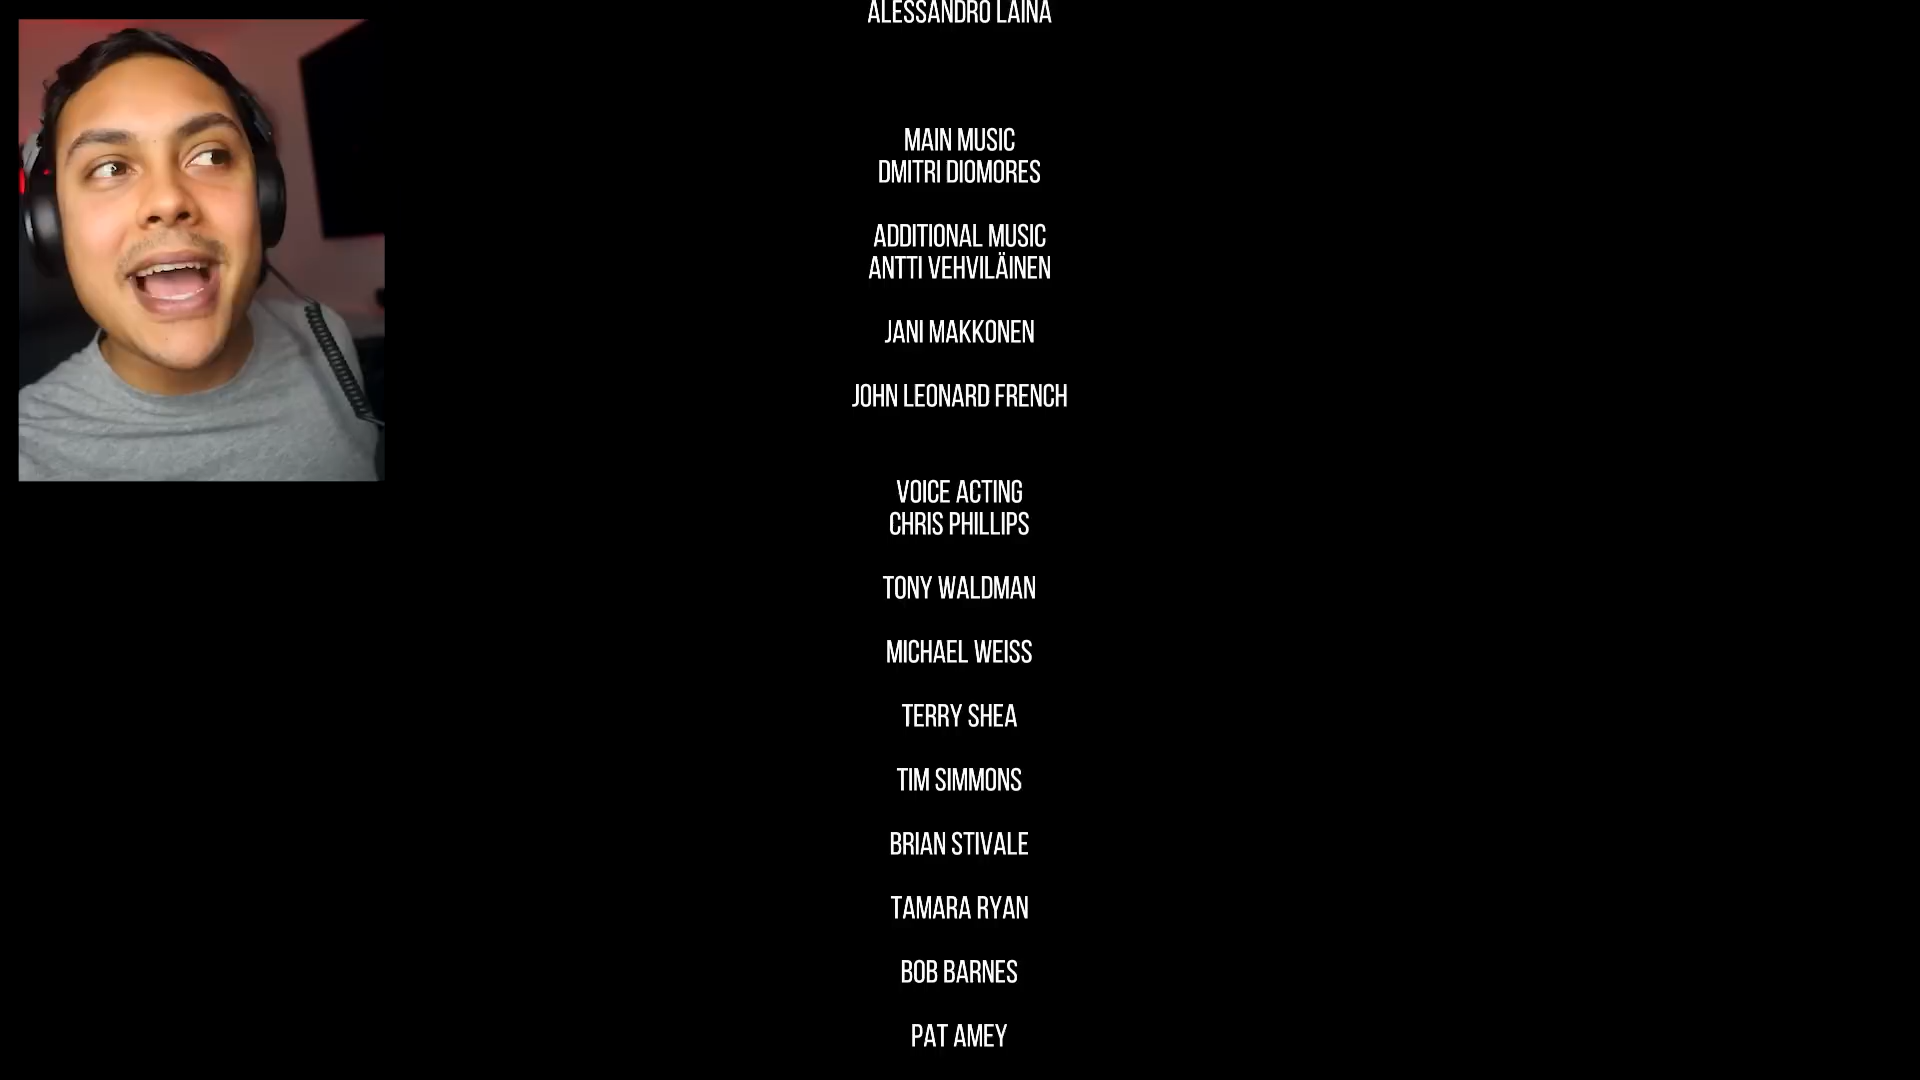 ALESSANDRO LAINA
MAIN MUSIC
DMITRI DIOMORES
ADDITIONAL MUSIC
ANTTI VEHVILÄINEN
JANI MAKKONEN
JOHN LEONARD FRENCH
VOICE ACTING
CHRIS PHILLIPS
TONY WALDMAN
MICHAEL WEISS
TERRY SHEA
TIM SIMMONS
BRIAN STIVALE
TAMARA RYAN
BOB BARNES
PAT AMEY